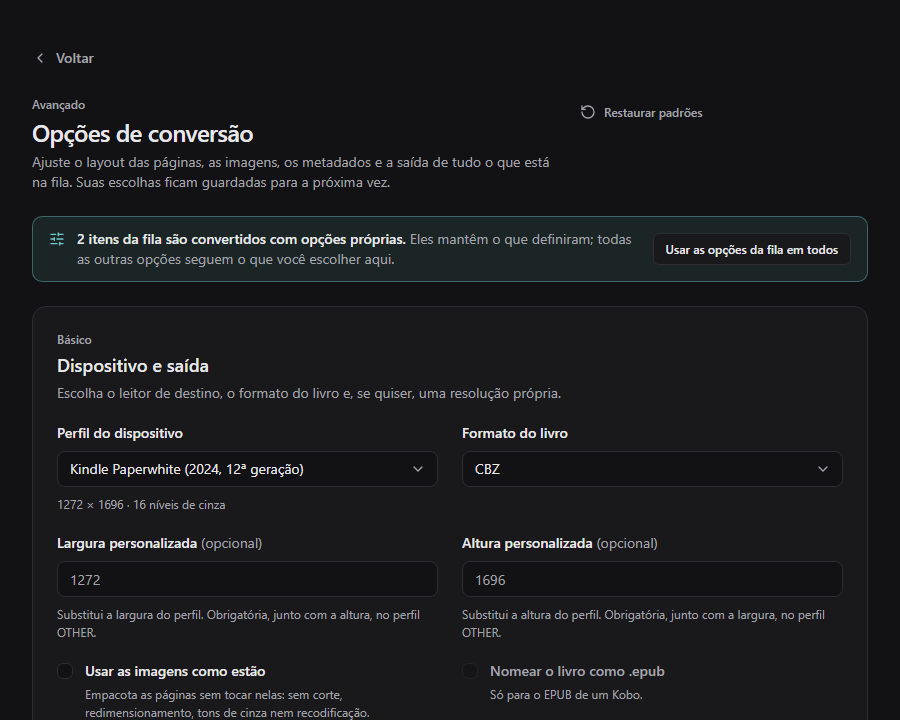 Voltar
Avançado
Restaurar padrões
Opções de conversão
Ajuste o layout das páginas, as imagens, os metadados e a saída de tudo o que está
na fila. Suas escolhas ficam guardadas para a próxima vez.
2 itens da fila são convertidos com opções próprias. Eles mantêm o que definiram; todas
as outras opções seguem o que você escolher aqui.
Usar as opções da fila em todos
Básico
Dispositivo e saída
Escolha o leitor de destino, o formato do livro e, se quiser, uma resolução própria.
Perfil do dispositivo
Formato do livro
Kindle Paperwhite (2024, 12ª geração)
CBZ
1272 × 1696 · 16 níveis de cinza
Largura personalizada (opcional)
Altura personalizada (opcional)
1272
1696
Substitui a largura do perfil. Obrigatória, junto com a altura, no perfil
OTHER.
Substitui a altura do perfil. Obrigatória, junto com a largura, no perfil
OTHER.
Usar as imagens como estão
Nomear o livro como .epub
Empacota as páginas sem tocar nelas: sem corte,
redimensionamento, tons de cinza nem recodificação.
Só para o EPUB de um Kobo.